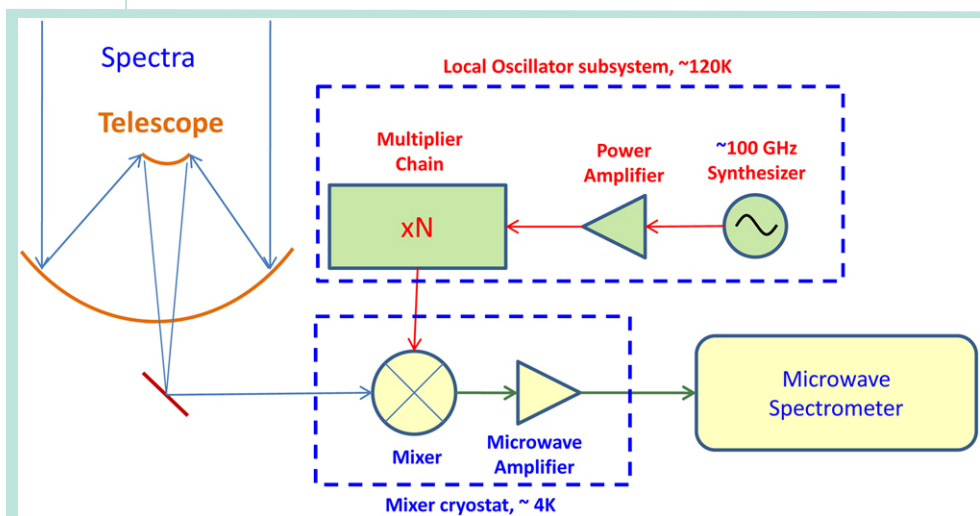 Spectra
Telescope
Local Oscillator subsystem, ~120K
Multiplier
Chain
Power
Amplifier
~100 GHz
Synthesizer
xN
Mixer
Microwave
Amplifier
Microwave
Spectrometer
Mixer cryostat, ~ 4K